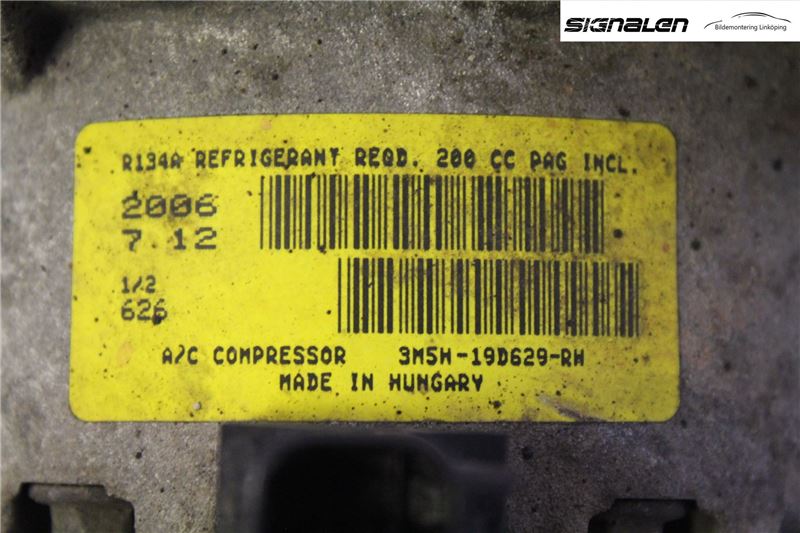 SIGNALEN
Bildemontering Linköping
R134A REFRIGERANT REQD. 200 CC PAG INCL.
2006
7.12
1/2
626
A/C COMPRESSOR 3M5H-19D629-RH
MADE IN HUNGARY